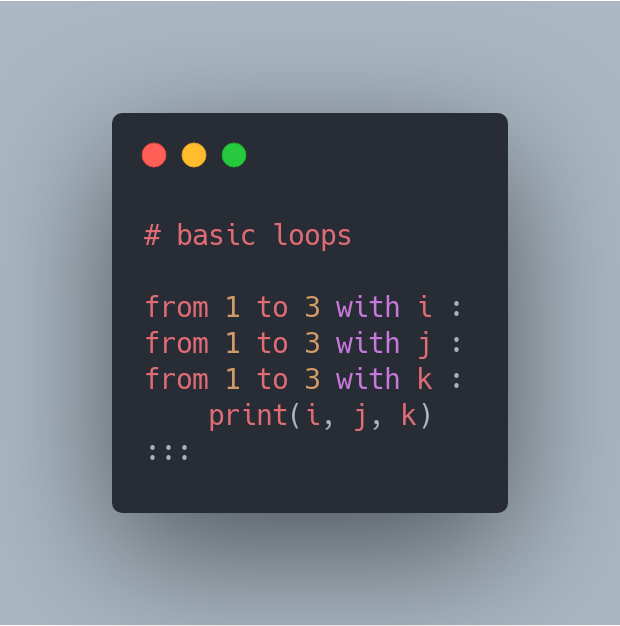 # basic loops
from 1 to 3 with i :
from 1 to 3 with j :
from 1 to 3 with k :
    print(i, j, k)
:::